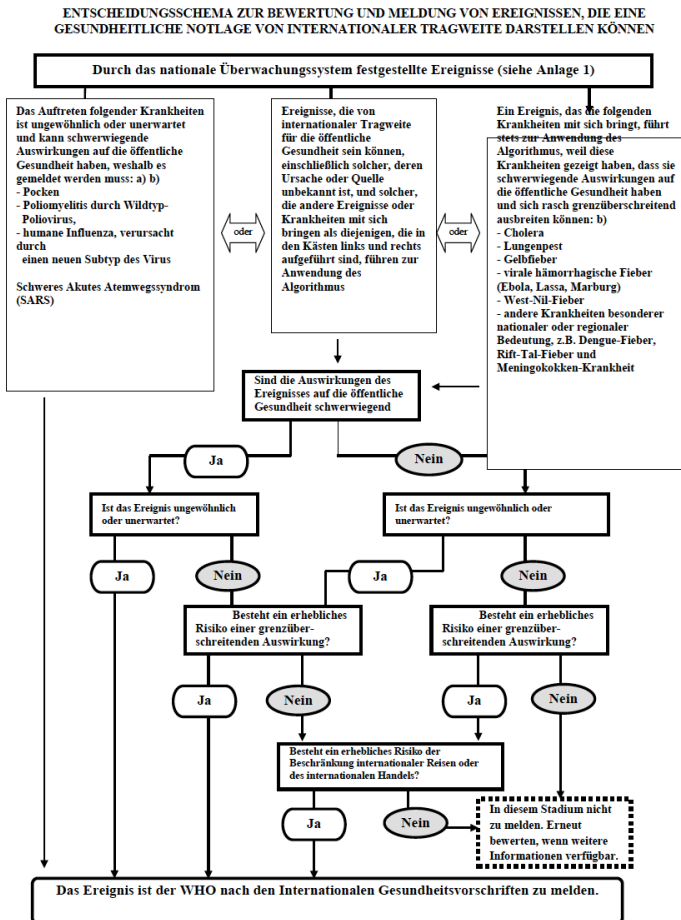 ENTSCHEIDUNGSSCHEMA ZUR BEWERTUNG UND MELDUNG VON EREIGNISSEN, DIE EINE
GESUNDHEITLICHE NOTLAGE VON INTERNATIONALER TRAGWEITE DARSTELLEN KÖNNEN
Durch das nationale Überwachungssystem festgestellte Ereignisse (siehe Anlage 1)
Das Auftreten folgender Krankheiten
ist ungewöhnlich oder unerwartet
und kann schwerwiegende
Auswirkungen auf die öffentliche
Gesundheit haben, weshalb es
gemeldet werden muss: a) b)
- Pocken
- Poliomyelitis durch Wildtyp-
Poliovirus,
- humane Influenza, verursacht
durch
einen neuen Subtyp des Virus
Schweres Akutes Atemwegssyndrom
(SARS)
oder
Ereignisse, die von
internationaler Tragweite
für die öffentliche
Gesundheit sein können,
einschließlich solcher, deren
Ursache oder Quelle
unbekannt ist, und solcher,
die andere Ereignisse oder
Krankheiten mit sich
bringen als diejenigen, die in
den Kästen links und rechts
aufgeführt sind, führen zur
Anwendung des
Algorithmus
oder
Ein Ereignis, das die folgenden
Krankheiten mit sich bringt, führt
stets zur Anwendung des
Algorithmus, weil diese
Krankheiten gezeigt haben, dass sie
schwerwiegende Auswirkungen auf
die öffentliche Gesundheit haben
und sich rasch grenzüberschreitend
ausbreiten können: b)
- Cholera
- Lungenpest
- Gelbfieber
- virale hämorrhagische Fieber
(Ebola, Lassa, Marburg)
- West-Nil-Fieber
- andere Krankheiten besonderer
nationaler oder regionaler
Bedeutung, z.B. Dengue-Fieber,
Rift-Tal-Fieber und
Meningokokken-Krankheit
Sind die Auswirkungen des
Ereignisses auf die öffentliche
Gesundheit schwerwiegend
Ja
Nein
Ist das Ereignis ungewöhnlich
oder unerwartet?
Ist das Ereignis ungewöhnlich oder
unerwartet?
Ja
Nein
Ja
Nein
Besteht ein erhebliches
Risiko einer grenzüber-
schreitenden Auswirkung?
Besteht ein erhebliches
Risiko einer grenzüber-
schreitenden Auswirkung?
Ja
Nein
Ja
Nein
Besteht ein erhebliches Risiko der
Beschränkung internationaler Reisen oder
des internationalen Handels?
Ja
Nein
In diesem Stadium nicht
zu melden. Erneut
bewerten, wenn weitere
Informationen verfügbar.
Das Ereignis ist der WHO nach den Internationalen Gesundheitsvorschriften zu melden.